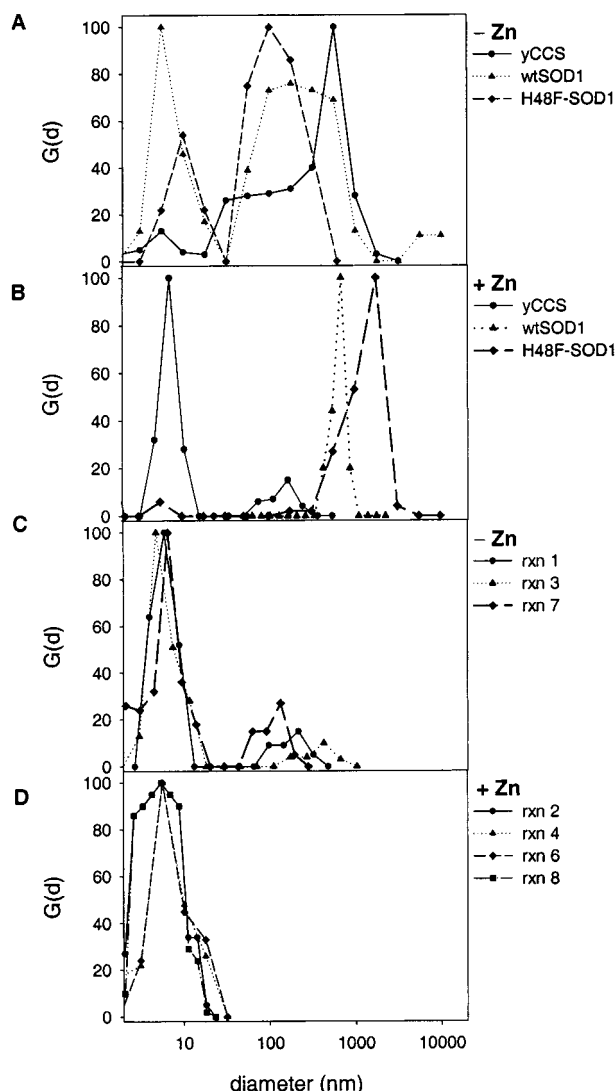 A
G(d)
100
80
60
40
20
0
– Zn
yCCS
wtSOD1
H48F-SOD1
B
G(d)
100
80
60
40
20
0
+ Zn
yCCS
wtSOD1
H48F-SOD1
C
G(d)
100
80
60
40
20
0
– Zn
rxn 1
rxn 3
rxn 7
D
G(d)
100
80
60
40
20
0
+ Zn
rxn 2
rxn 4
rxn 6
rxn 8
10 100 1000 10000
diameter (nm)